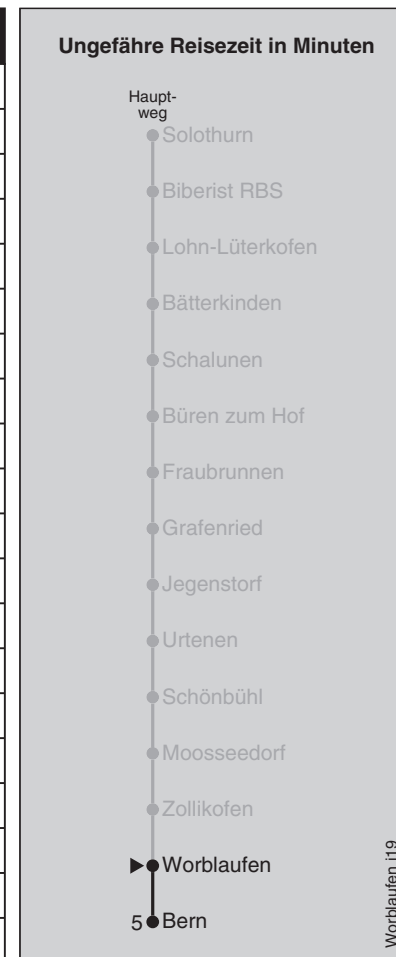 Ungefähre Reisezeit in Minuten
Haupt-
weg
Solothurn
Biberist RBS
Lohn-Lüterkofen
Bätterkinden
Schalunen
Büren zum Hof
Fraubrunnen
Grafenried
Jegenstorf
Urtenen
Schönbühl
Moosseedorf
Zollikofen
Worblaufen
5 Bern
Worblaufen j19